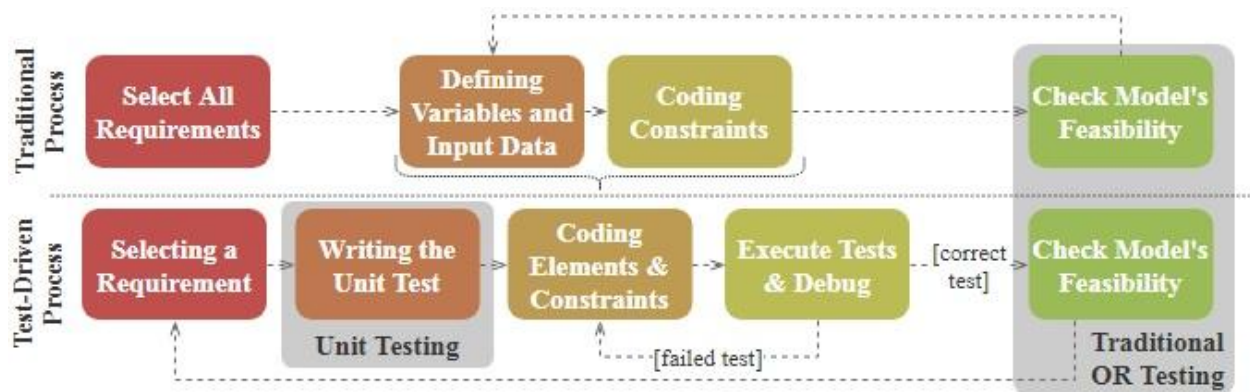 Traditional
Process
Select All
Requirements
Defining
Variables and
Input Data
Coding
Constraints
Check Model's
Feasibility
Test-Driven
Process
Selecting a
Requirement
Writing the
Unit Test
Unit Testing
Coding
Elements &
Constraints
Execute Tests
& Debug
[correct
test]
Check Model's
Feasibility
[failed test]
Traditional
OR Testing